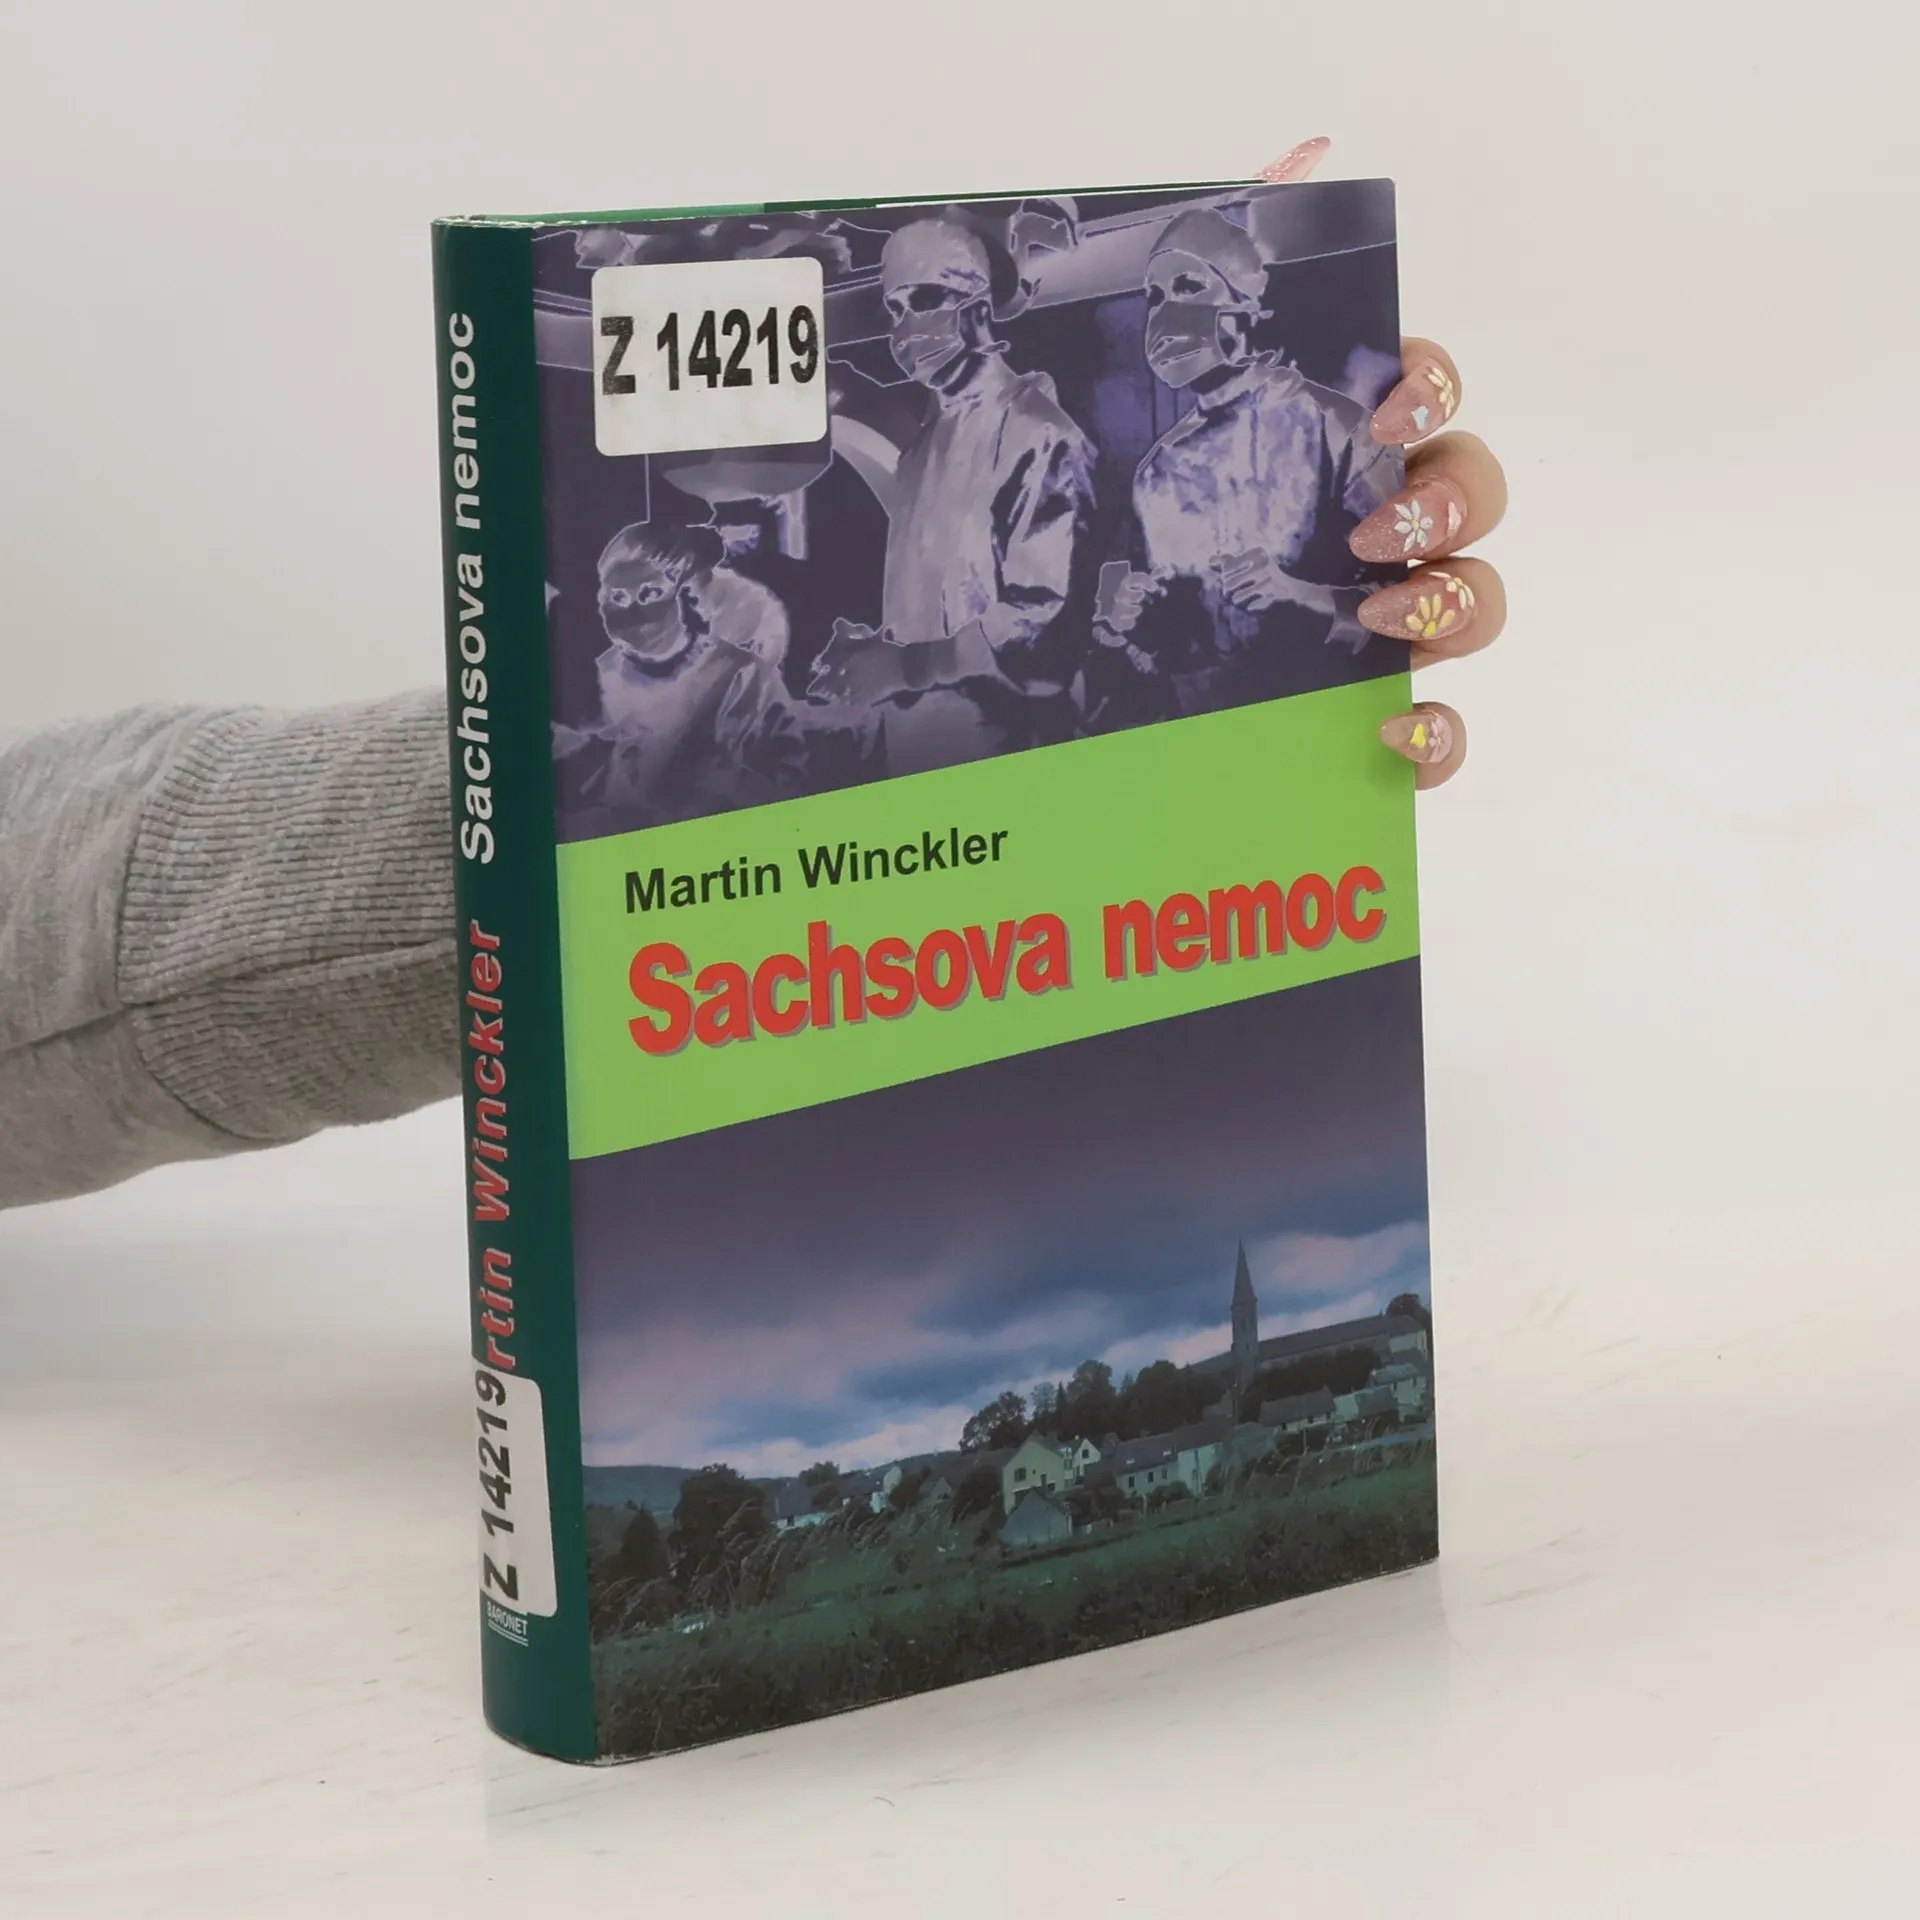 Z 14219
Martin Winckler
Sachsova nemoc
rtin Winckler Sachsova nemoc
Z 14219
BARONET